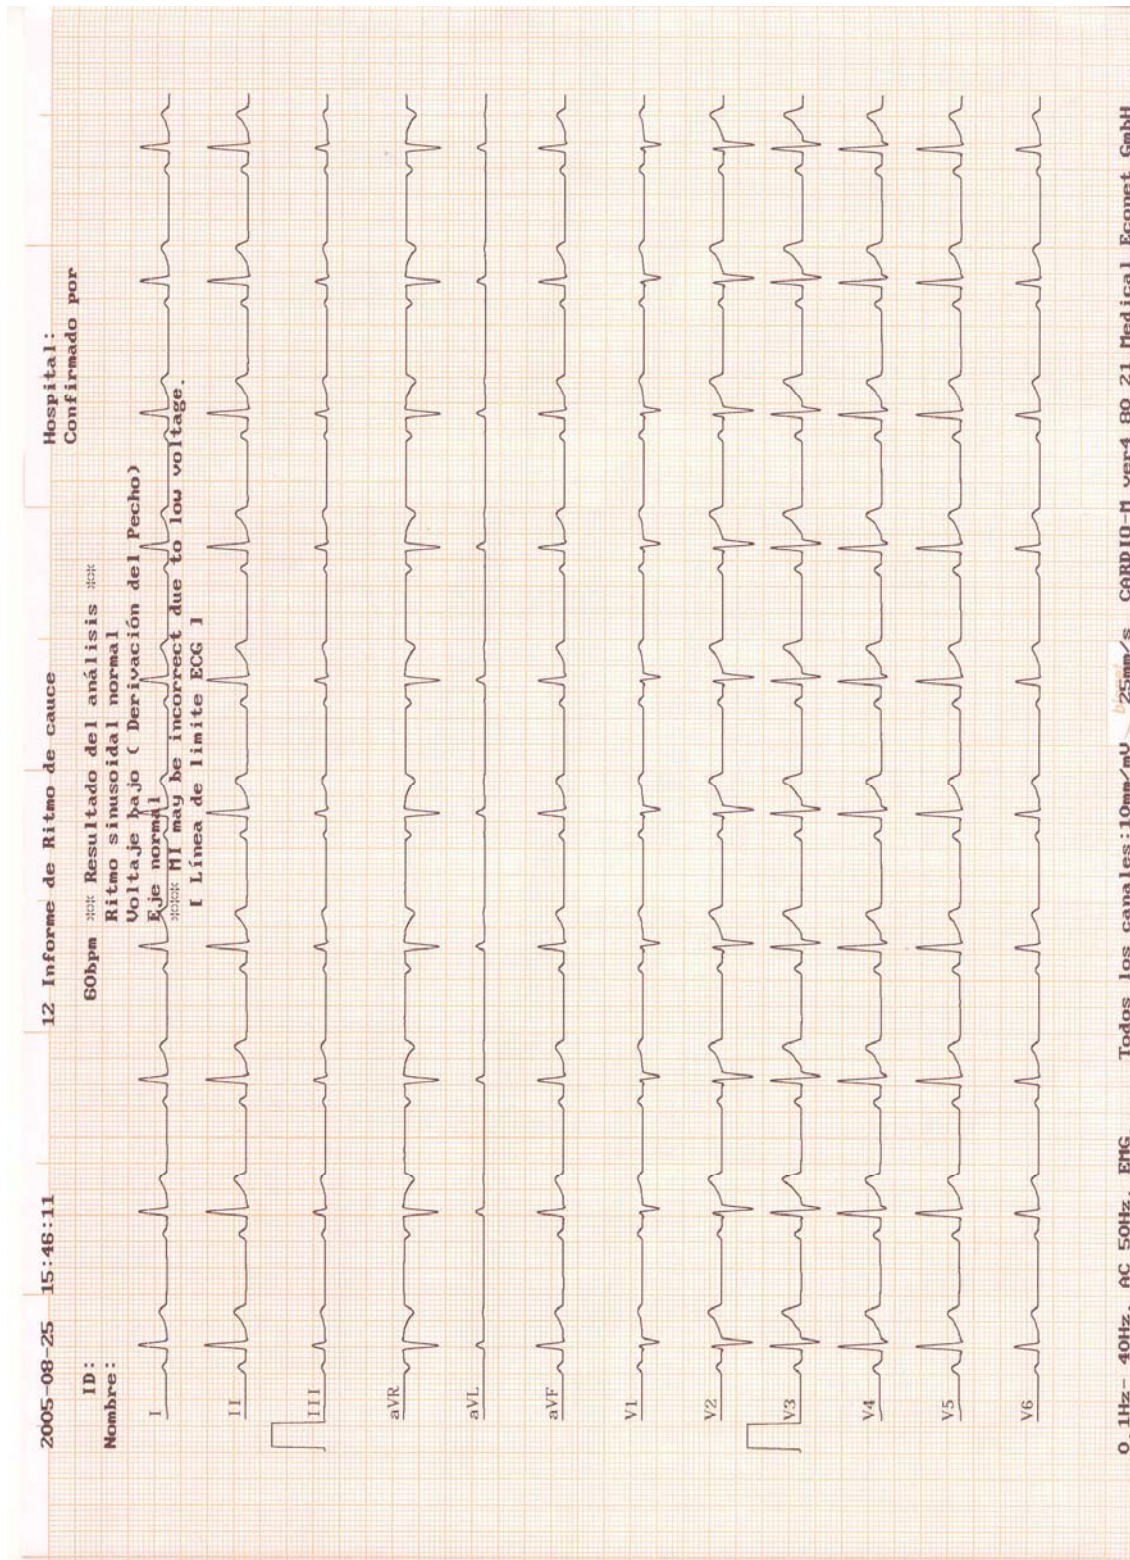 2005-08-25 15:46:11 12 Informe de Ritmo de cauce Hospital:
ID: 60bpm *** Resultado del análisis *** Confirmado por
Nombre: Ritmo sinusoidal normal
Voltaje bajo ( Derivación del Pecho)
Eje normal
*** MI may be incorrect due to low voltage.
[ Línea de limite ECG ]
I
II
III
aVR
aVL
aVF
V1
V2
V3
V4
V5
V6
0.1Hz- 40Hz, AC 50Hz, EMG Todos los canales:10mm/mV 25mm/s CARDIO-M ver4 80 21 Medical Econet GmbH